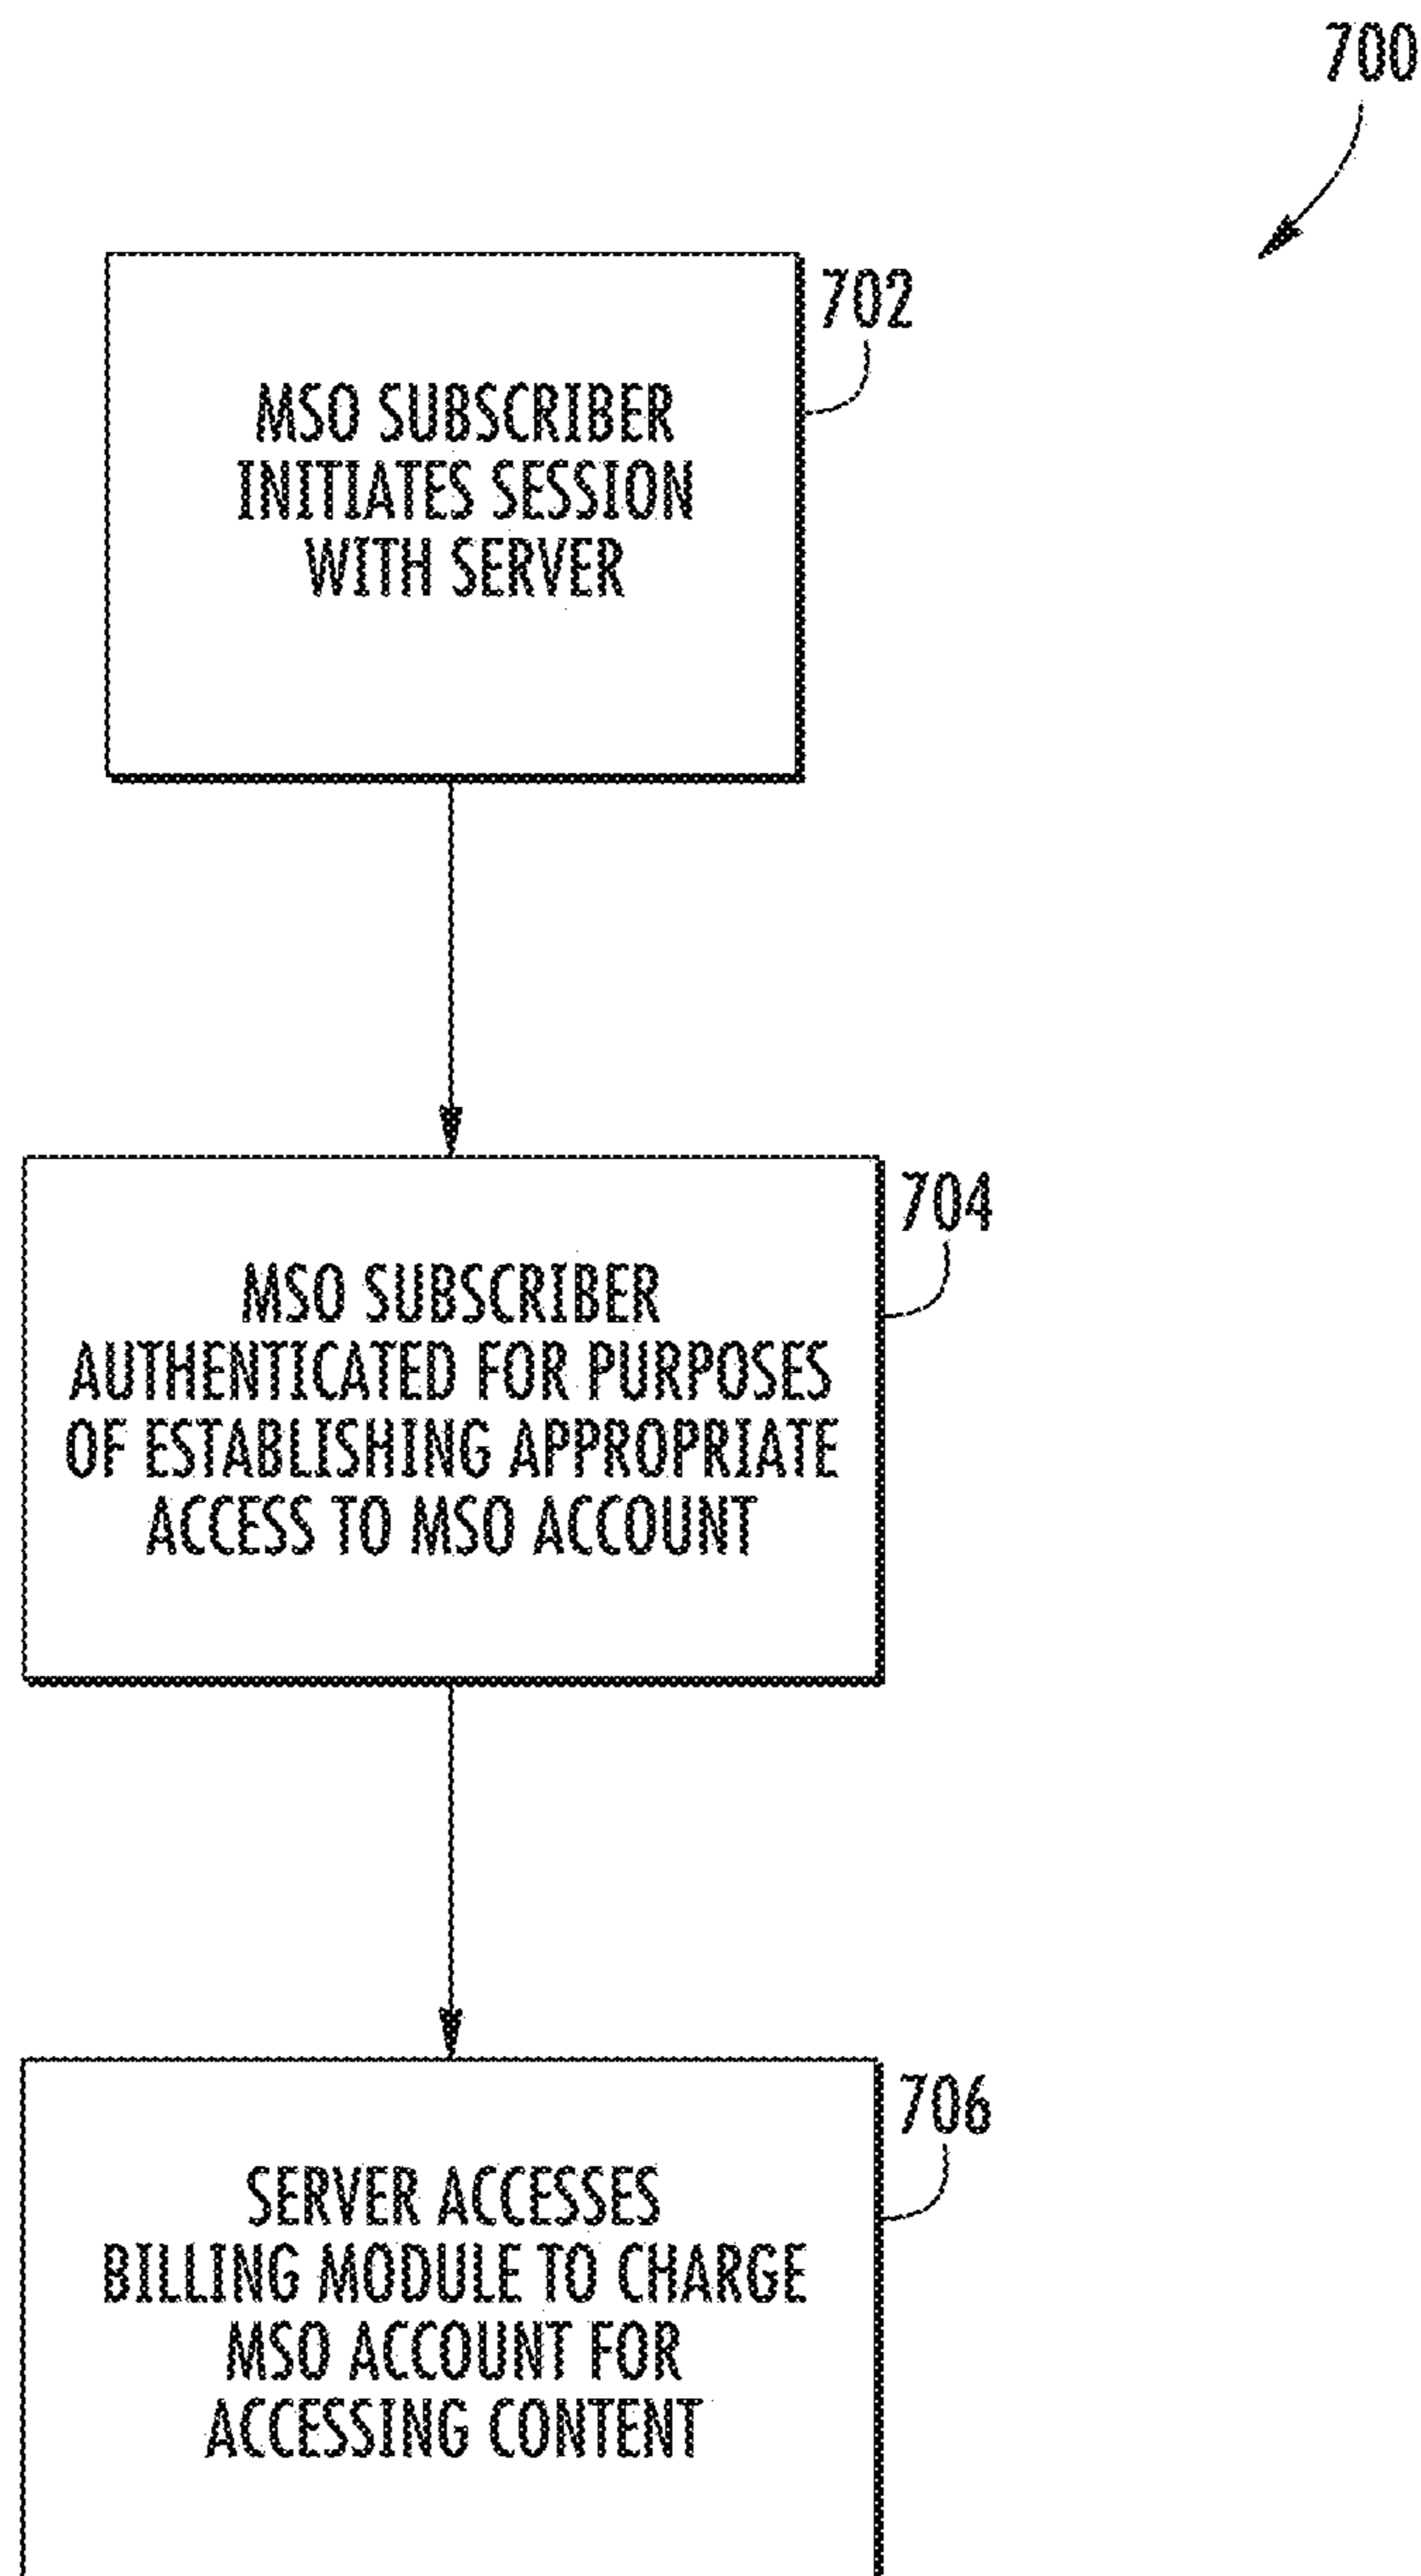 700
702
MSO SUBSCRIBER
INITIATES SESSION
WITH SERVER
704
MSO SUBSCRIBER
AUTHENTICATED FOR PURPOSES
OF ESTABLISHING APPROPRIATE
ACCESS TO MSO ACCOUNT
706
SERVER ACCESSES
BILLING MODULE TO CHARGE
MSO ACCOUNT FOR
ACCESSING CONTENT